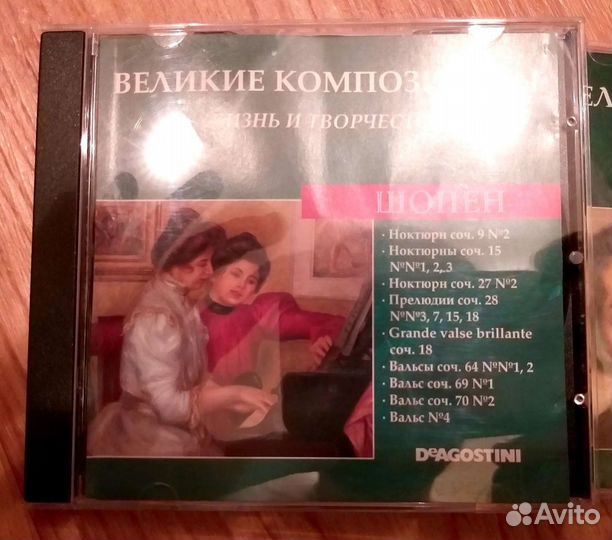 ВЕЛИКИЕ
И ТВОРЧЕС
ШОПЕН
· Ноктюрн соч. 9 №2
· Ноктюрны соч. 15
№№1, 2,.3
· Ноктюрн соч. 27 №2
· Прелюдии соч. 28
№№3, 7, 15, 18
· Grande valse brillante
соч. 18
· Вальсы соч. 64 №№1, 2
· Вальс соч. 69 №1
· Вальс соч. 70 №2
· Вальс №4
DeAGOSTINI
Avito